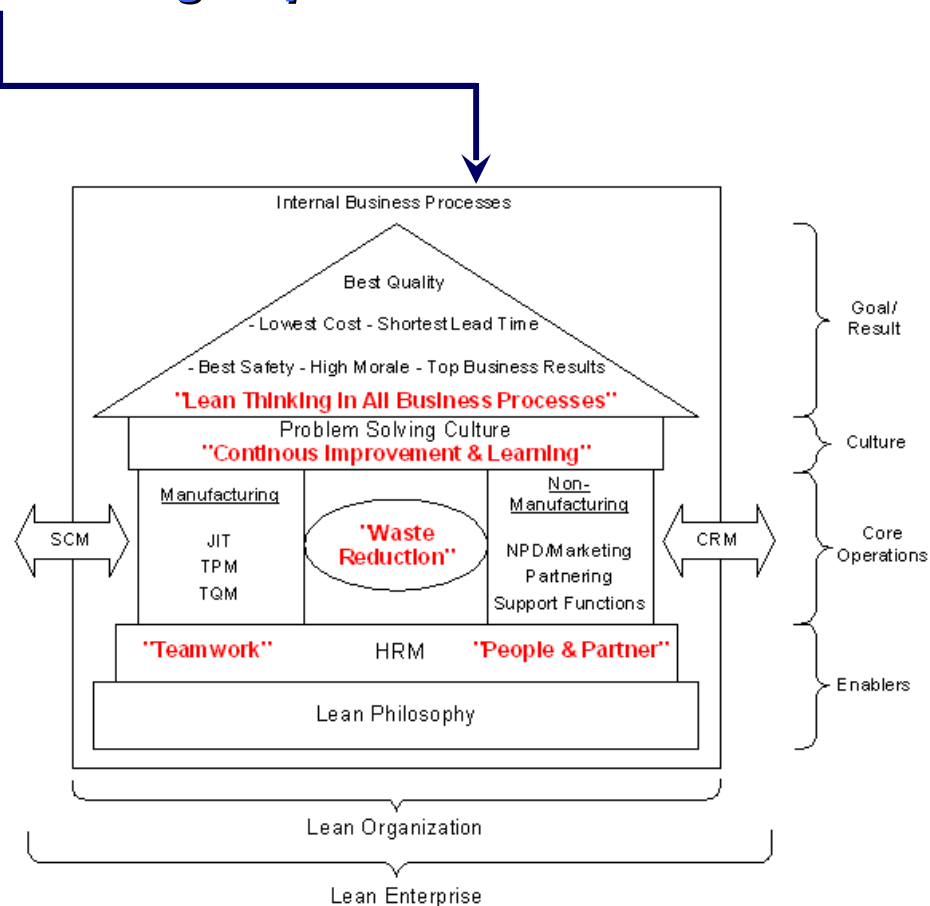 Internal Business Processes
Best Quality
- Lowest Cost - Shortest Lead Time
- Best Safety - High Morale - Top Business Results
"Lean Thinking in All Business Processes"
Problem Solving Culture
"Continous Improvement & Learning"
Manufacturing
JIT
TPM
TQM
"Waste
Reduction"
Non-
Manufacturing
NPD/Marketing
Partnering
Support Functions
SCM
CRM
"Teamwork"
HRM
"People & Partner"
Lean Philosophy
Goal/
Result
Culture
Core
Operations
Enablers
Lean Organization
Lean Enterprise